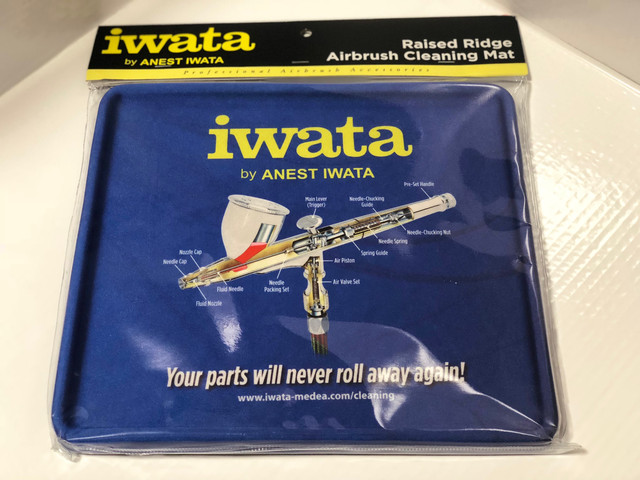 iwata
by ANEST IWATA
Raised Ridge
Airbrush Cleaning Mat
Professional Airbrush Accessories
iwata
by ANEST IWATA
Pre-Set Handle
Main Lever
(Trigger)
Needle-Chucking
Guide
Needle-Chucking Nut
Needle Spring
Spring Guide
Nozzle Cap
Needle Cap
Air Piston
Fluid Needle
Needle
Packing Set
Air Valve Set
Fluid Nozzle
Your parts will never roll away again!
www.iwata-medea.com/cleaning